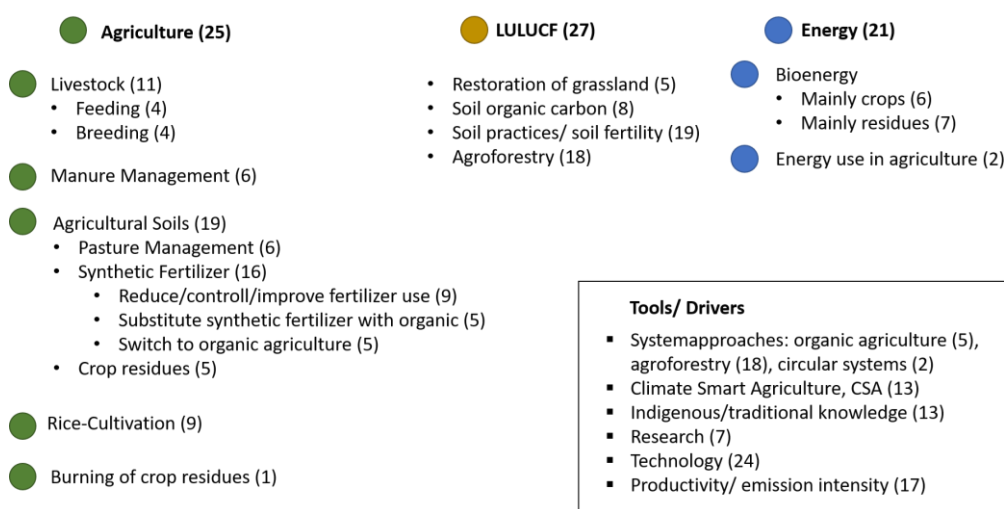 Agriculture (25)
Livestock (11)
• Feeding (4)
• Breeding (4)
Manure Management (6)
Agricultural Soils (19)
• Pasture Management (6)
• Synthetic Fertilizer (16)
• Reduce/controll/improve fertilizer use (9)
• Substitute synthetic fertilizer with organic (5)
• Switch to organic agriculture (5)
• Crop residues (5)
Rice-Cultivation (9)
Burning of crop residues (1)
LULUCF (27)
• Restoration of grassland (5)
• Soil organic carbon (8)
• Soil practices/ soil fertility (19)
• Agroforestry (18)
Energy (21)
Bioenergy
• Mainly crops (6)
• Mainly residues (7)
Energy use in agriculture (2)
Tools/ Drivers
▪ Systemapproaches: organic agriculture (5),
agroforestry (18), circular systems (2)
▪ Climate Smart Agriculture, CSA (13)
▪ Indigenous/traditional knowledge (13)
▪ Research (7)
▪ Technology (24)
▪ Productivity/ emission intensity (17)